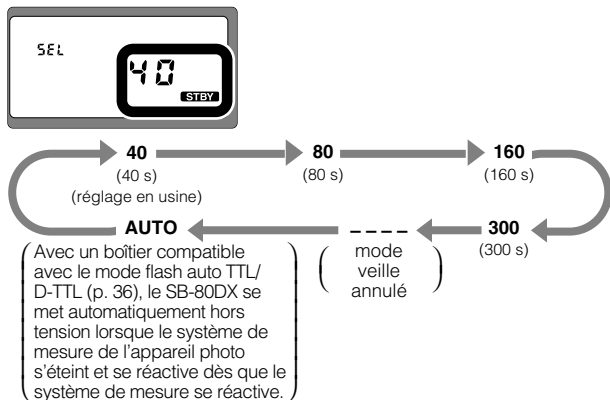 SEL
40
STBY
40
(40 s)
(réglage en usine)
80
(80 s)
160
(160 s)
300
(300 s)
----
mode
veille
annulé
AUTO
Avec un boîtier compatible
avec le mode flash auto TTL/
D-TTL (p. 36), le SB-80DX se
met automatiquement hors
tension lorsque le système de
mesure de l’appareil photo
s’éteint et se réactive dès que le
système de mesure se réactive.